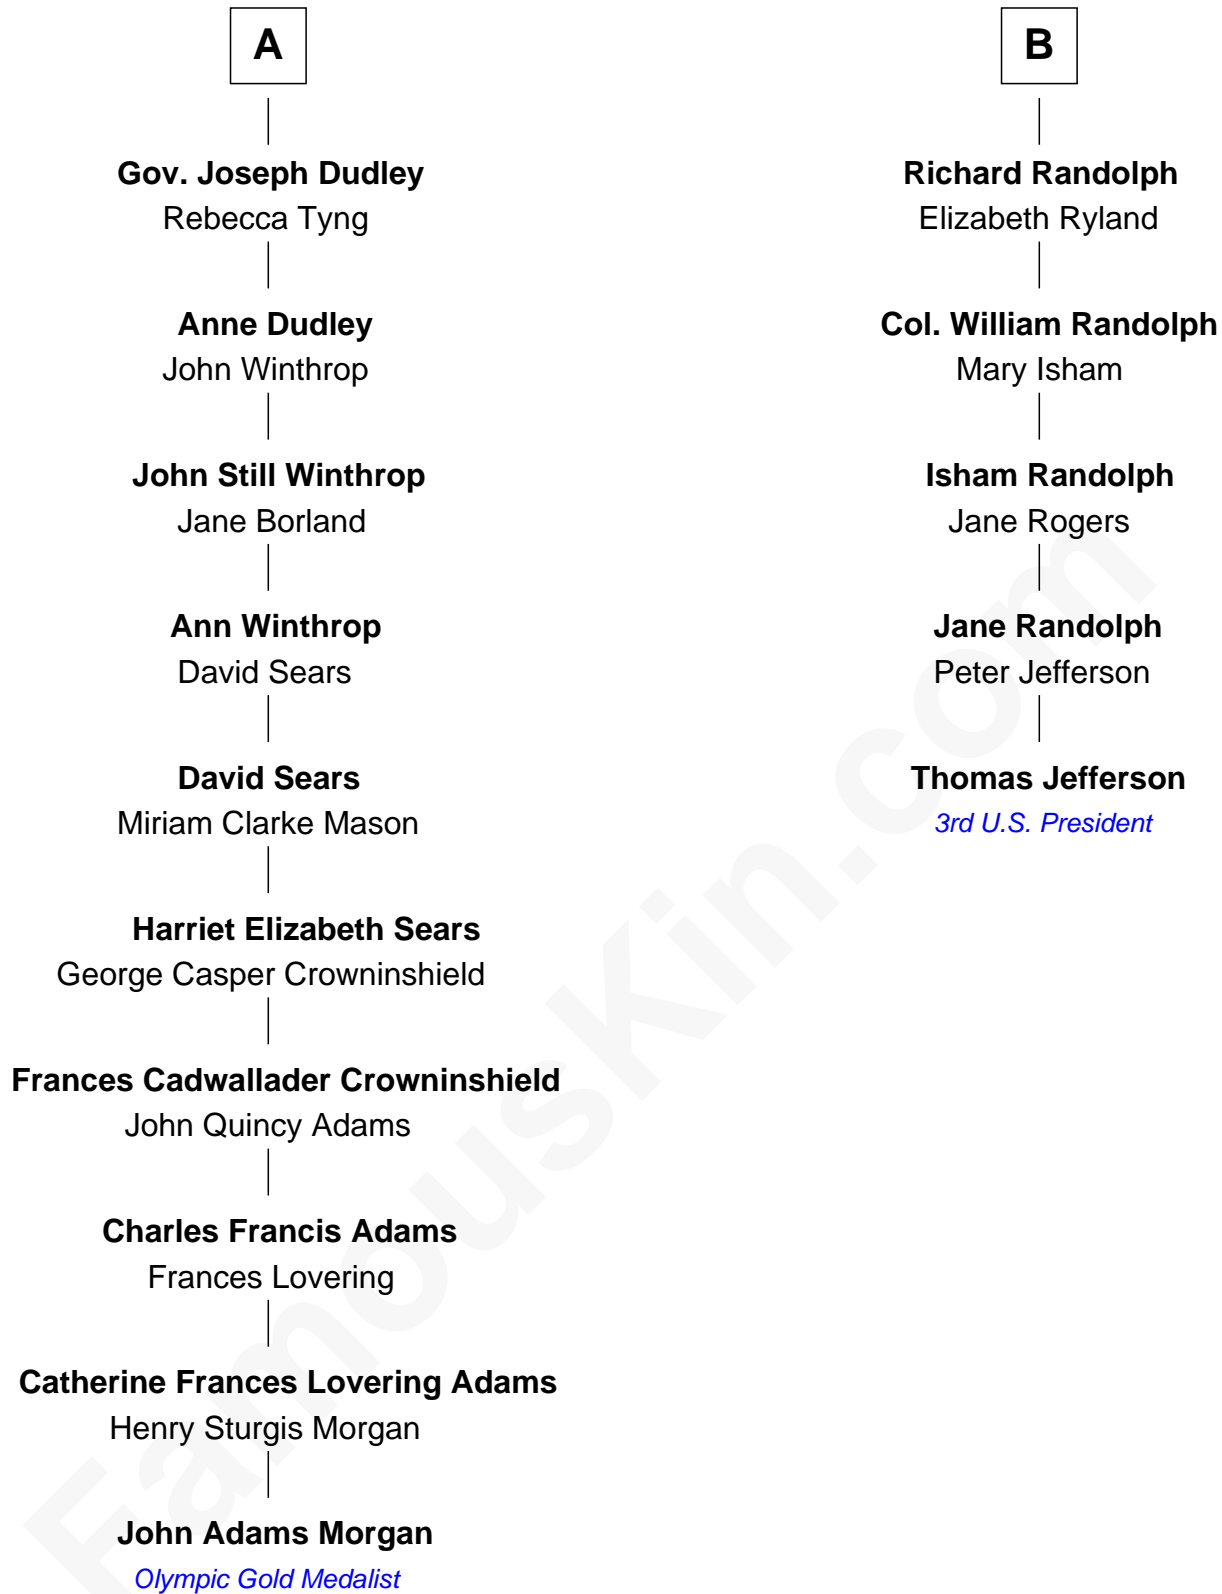 A
Gov. Joseph Dudley
Rebecca Tyng
Anne Dudley
John Winthrop
John Still Winthrop
Jane Borland
Ann Winthrop
David Sears
David Sears
Miriam Clarke Mason
Harriet Elizabeth Sears
George Casper Crowninshield
Frances Cadwallader Crowninshield
John Quincy Adams
Charles Francis Adams
Frances Lovering
Catherine Frances Lovering Adams
Henry Sturgis Morgan
John Adams Morgan
Olympic Gold Medalist
B
Richard Randolph
Elizabeth Ryland
Col. William Randolph
Mary Isham
Isham Randolph
Jane Rogers
Jane Randolph
Peter Jefferson
Thomas Jefferson
3rd U.S. President
FamousKin.com